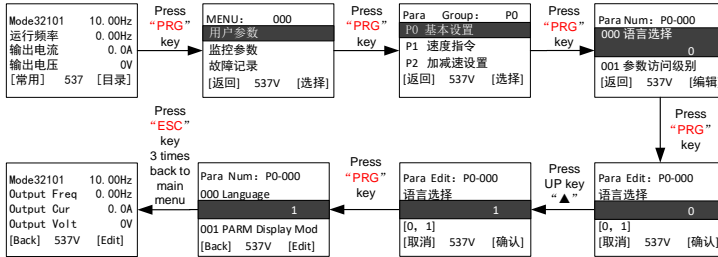 Mode32101 10.00Hz
运行频率 0.00Hz
输出电流 0.0A
输出电压 0V
[常用] 537 [目录]
Press
“PRG”
key
MENU: 000
用户参数
监控参数
故障记录
[返回] 537V [选择]
Press
“PRG”
key
Para Group: P0
P0 基本设置
P1 速度指令
P2 加减速设置
[返回] 537V [选择]
Press
“PRG”
key
Para Num: P0-000
000 语言选择
0
001 参数访问级别
[返回] 537V [编辑
Press
“PRG”
key
Para Edit: P0-000
语言选择
0
[0, 1]
[取消] 537V [确认]
Press
UP key
“▲”
Para Edit: P0-000
语言选择
1
[0, 1]
[取消] 537V [确认]
Press
“PRG”
key
Para Num: P0-000
000 Language
1
001 PARM Display Mod
[Back] 537V [Edit]
Press
“ESC”
key
3 times
back to
main
menu
Mode32101 10.00Hz
Output Freq 0.00Hz
Output Cur 0.0A
Output Volt 0V
[Back] 537V [Edit]